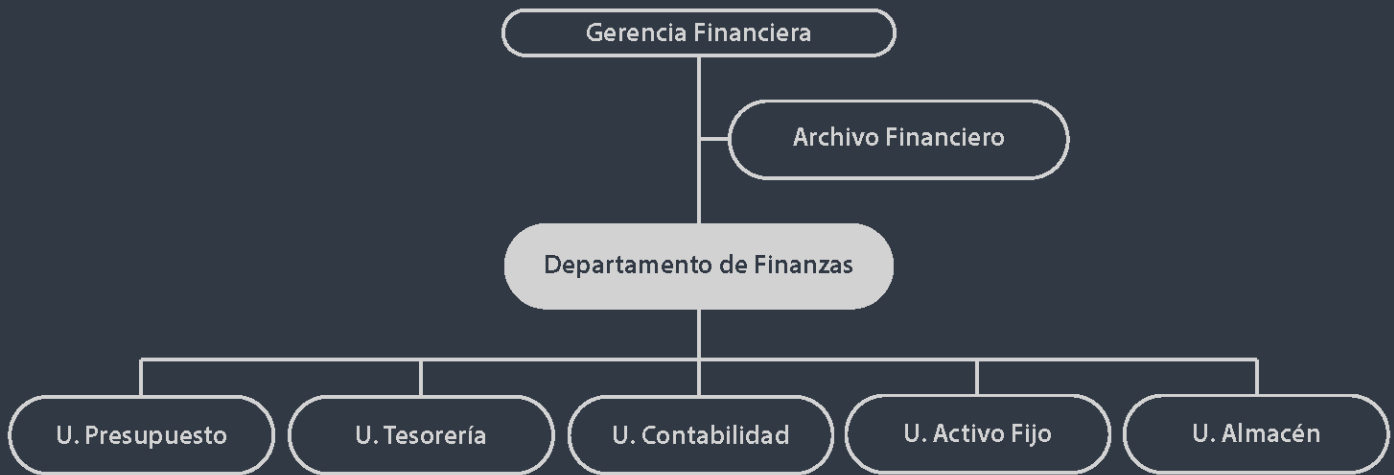 Gerencia Financiera
Archivo Financiero
Departamento de Finanzas
U. Presupuesto
U. Tesorería
U. Contabilidad
U. Activo Fijo
U. Almacén